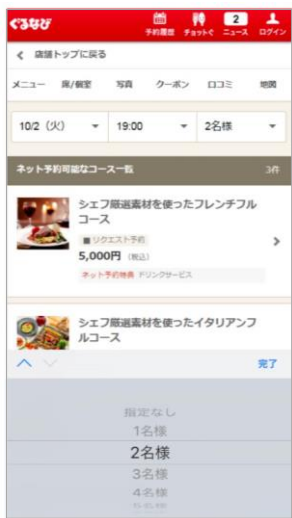 ぐるなび
2
予約履歴 チョットぐ ニュース ログイン
店舗トップに戻る
メニュー 席/個室 写真 クーポン 口コミ 地図
10/2（火） 19:00 2名様
ネット予約可能なコース一覧 3件
シェフ厳選素材を使ったフレンチフル
コース
リクエスト予約
5,000円（税込）
ネット予約特典 ドリンクサービス
シェフ厳選素材を使ったイタリアンフ
ルコース
完了
指定なし
1名様
2名様
3名様
4名様